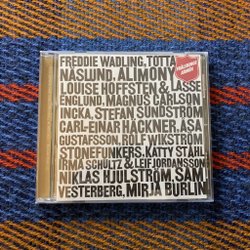 FREDDIE WADLING, TOTTA
NÄSLUND, ALIMONY
LOUISE HOFFSTEN & LASSE
ENGLUND, MAGNUS CARLSON
INCKA, STEFAN SUNDSTRÖM
CARL-EINAR HÄCKNER, ÅSA
GUSTAFSSON, ROLF WIKSTRÖM
STONEFUNKERS, KATTY STÅHL
IRMA SCHULTZ & LEIF JORDANSSON
NIKLAS HJULSTRÖM, SAM
VESTERBERG, MIRJA BURLIN